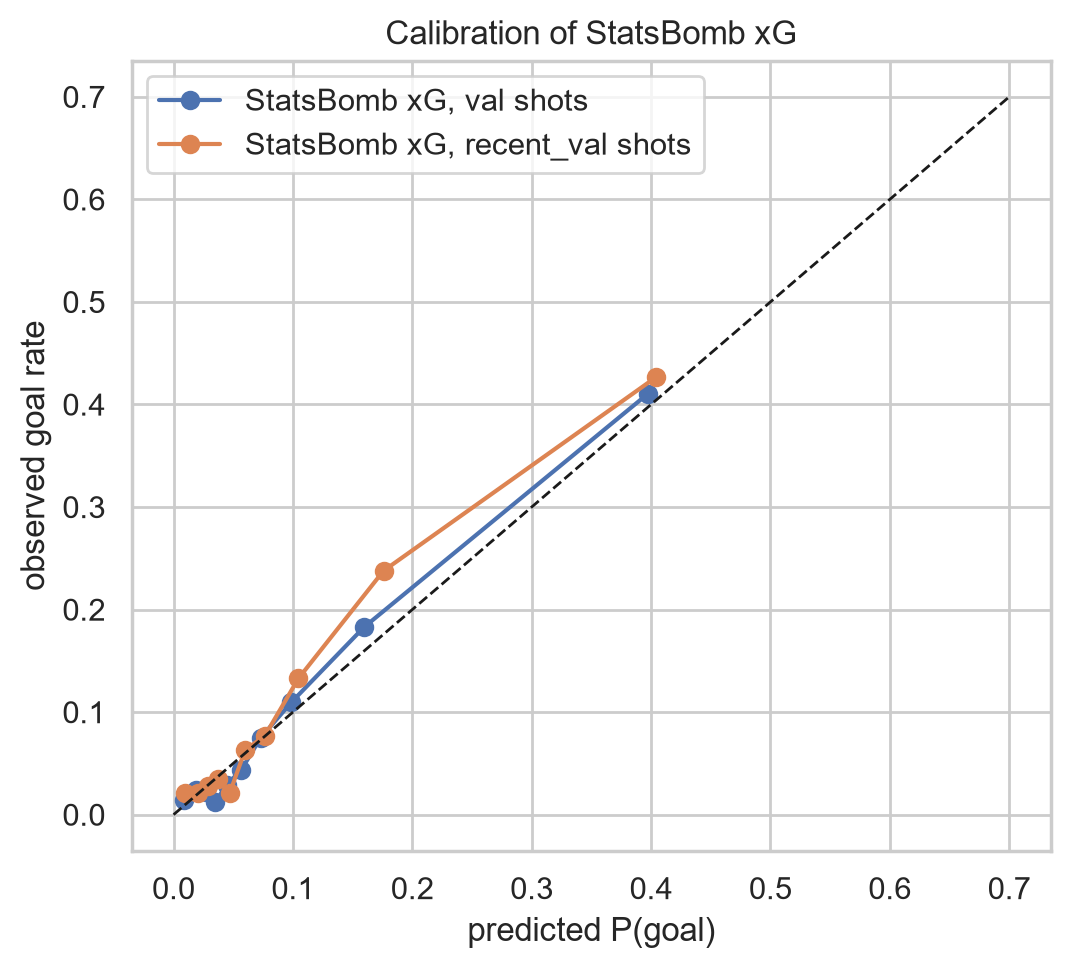 Calibration of StatsBomb xG
StatsBomb xG, val shots
StatsBomb xG, recent_val shots
observed goal rate
0.7
0.6
0.5
0.4
0.3
0.2
0.1
0.0
0.0 0.1 0.2 0.3 0.4 0.5 0.6 0.7
predicted P(goal)